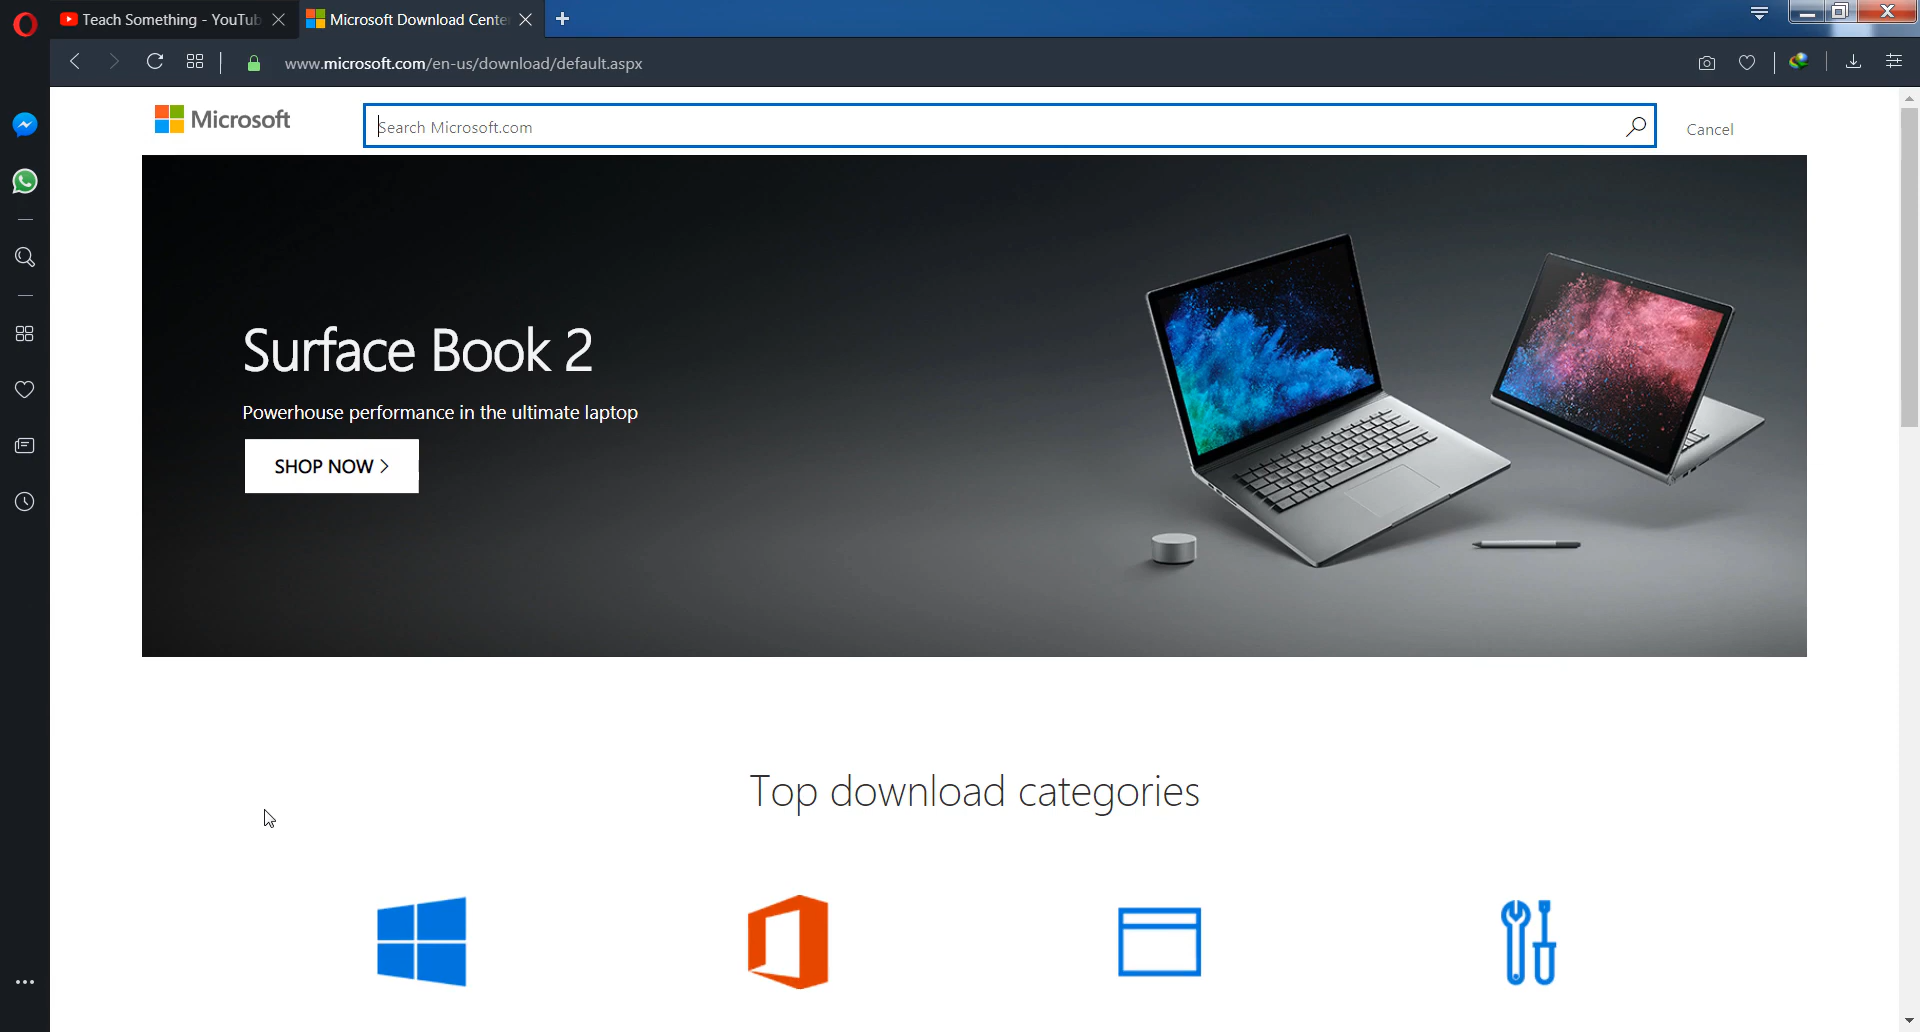 Teach Something - YouTub
Microsoft Download Cente
www.microsoft.com/en-us/download/default.aspx
Microsoft
Search Microsoft.com
Cancel
Surface Book 2
Powerhouse performance in the ultimate laptop
SHOP NOW >
Top download categories